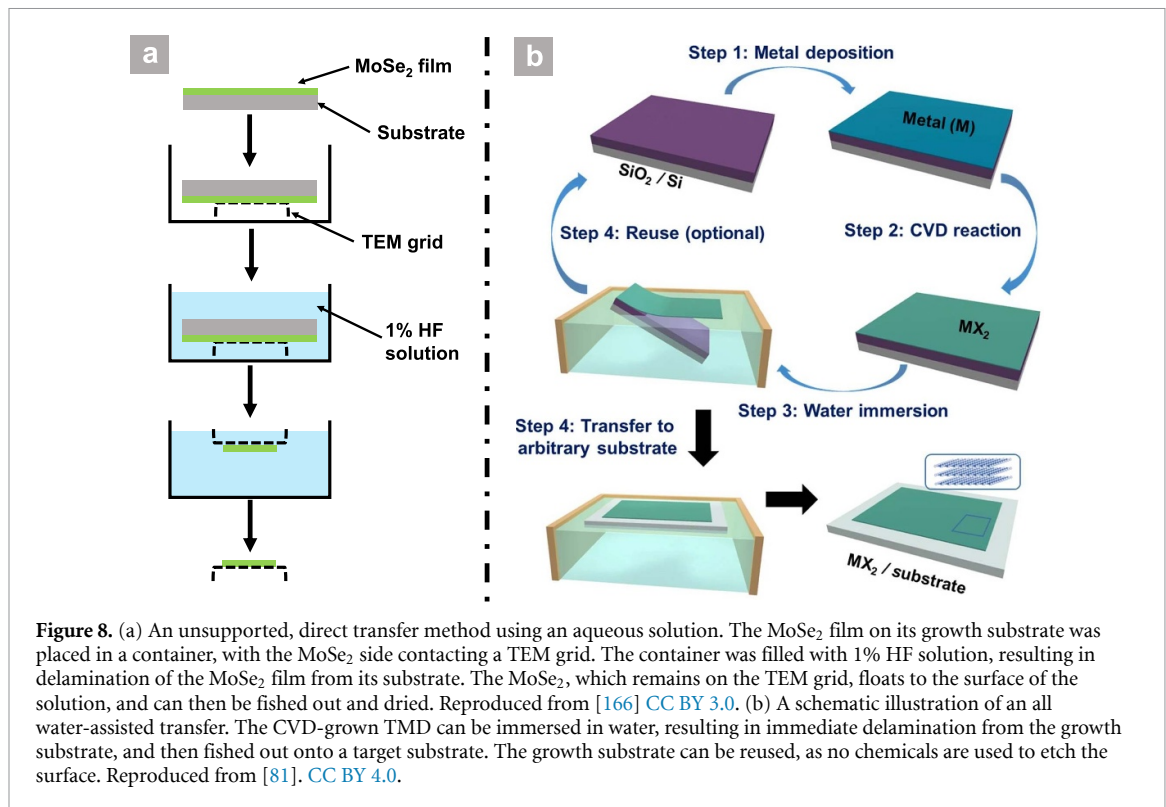 a
MoSe₂ film
Substrate
TEM grid
1% HF
solution
b
Step 1: Metal deposition
Metal (M)
SiO₂ / Si
Step 4: Reuse (optional)
Step 2: CVD reaction
MX₂
Step 3: Water immersion
Step 4: Transfer to
arbitrary substrate
MX₂ / substrate
Figure 8. (a) An unsupported, direct transfer method using an aqueous solution. The MoSe₂ film on its growth substrate was
placed in a container, with the MoSe₂ side contacting a TEM grid. The container was filled with 1% HF solution, resulting in
delamination of the MoSe₂ film from its substrate. The MoSe₂, which remains on the TEM grid, floats to the surface of the
solution, and can then be fished out and dried. Reproduced from [166] CC BY 3.0. (b) A schematic illustration of an all
water-assisted transfer. The CVD-grown TMD can be immersed in water, resulting in immediate delamination from the growth
substrate, and then fished out onto a target substrate. The growth substrate can be reused, as no chemicals are used to etch the
surface. Reproduced from [81]. CC BY 4.0.